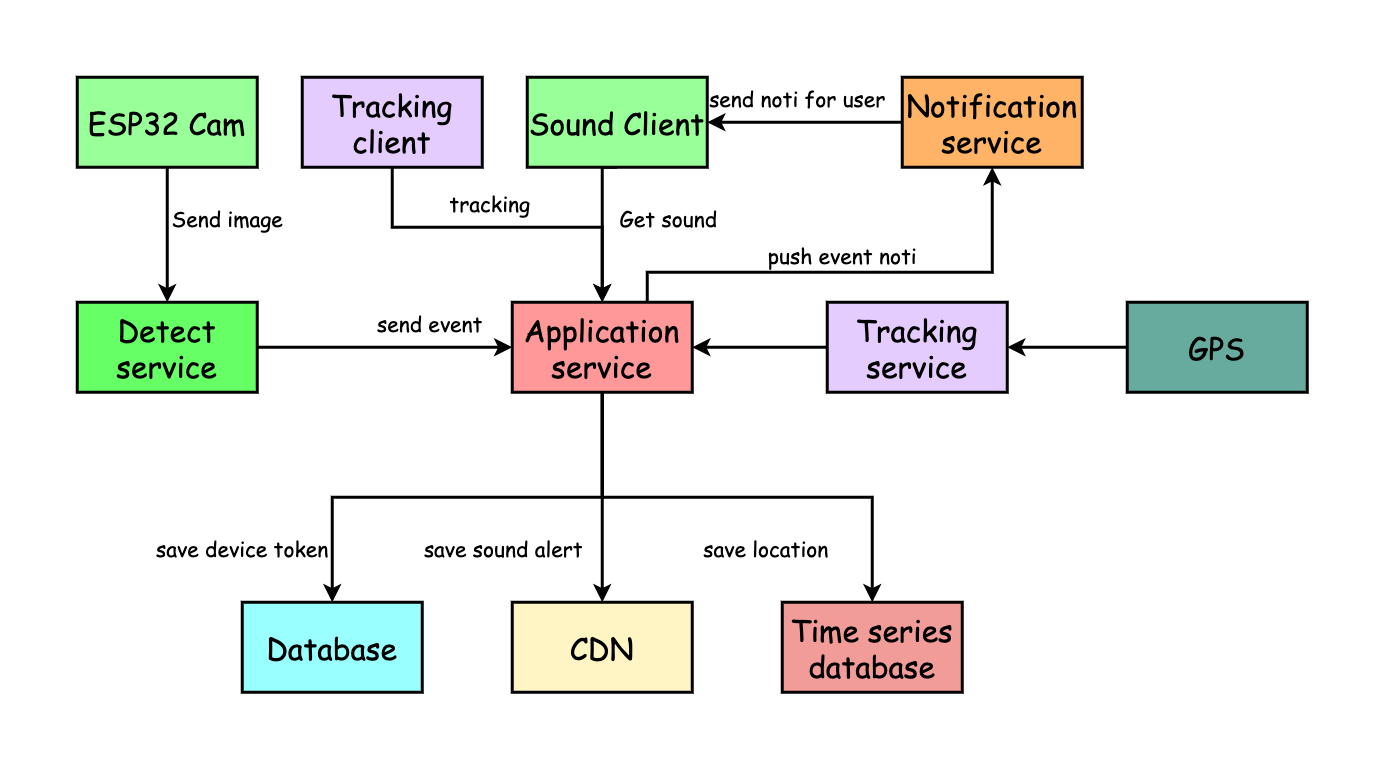 ESP32 Cam
Tracking
client
Sound Client
send noti for user
Notification
service
Send image
tracking
Get sound
push event noti
Detect
service
send event
Application
service
Tracking
service
GPS
save device token
save sound alert
save location
Database
CDN
Time series
database